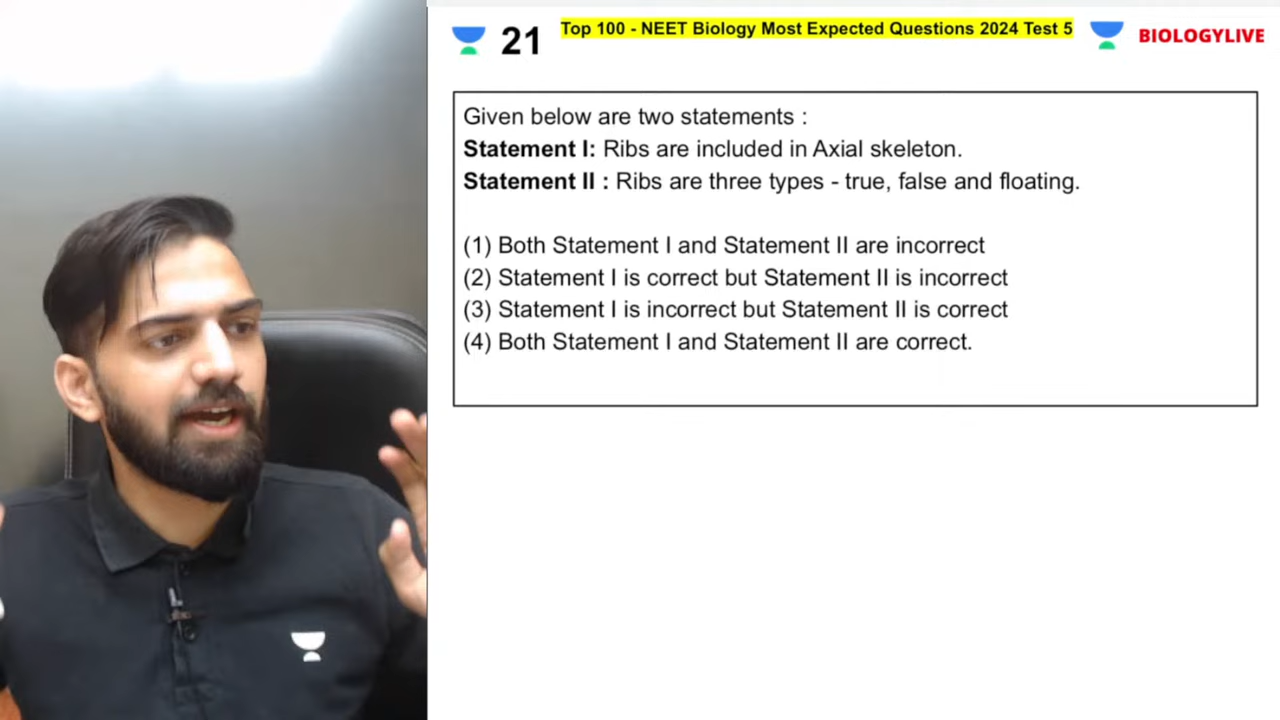 21
Top 100 - NEET Biology Most Expected Questions 2024 Test 5
BIOLOGYLIVE
Given below are two statements :
Statement I: Ribs are included in Axial skeleton.
Statement II : Ribs are three types - true, false and floating.
(1) Both Statement I and Statement II are incorrect
(2) Statement I is correct but Statement II is incorrect
(3) Statement I is incorrect but Statement II is correct
(4) Both Statement I and Statement II are correct.